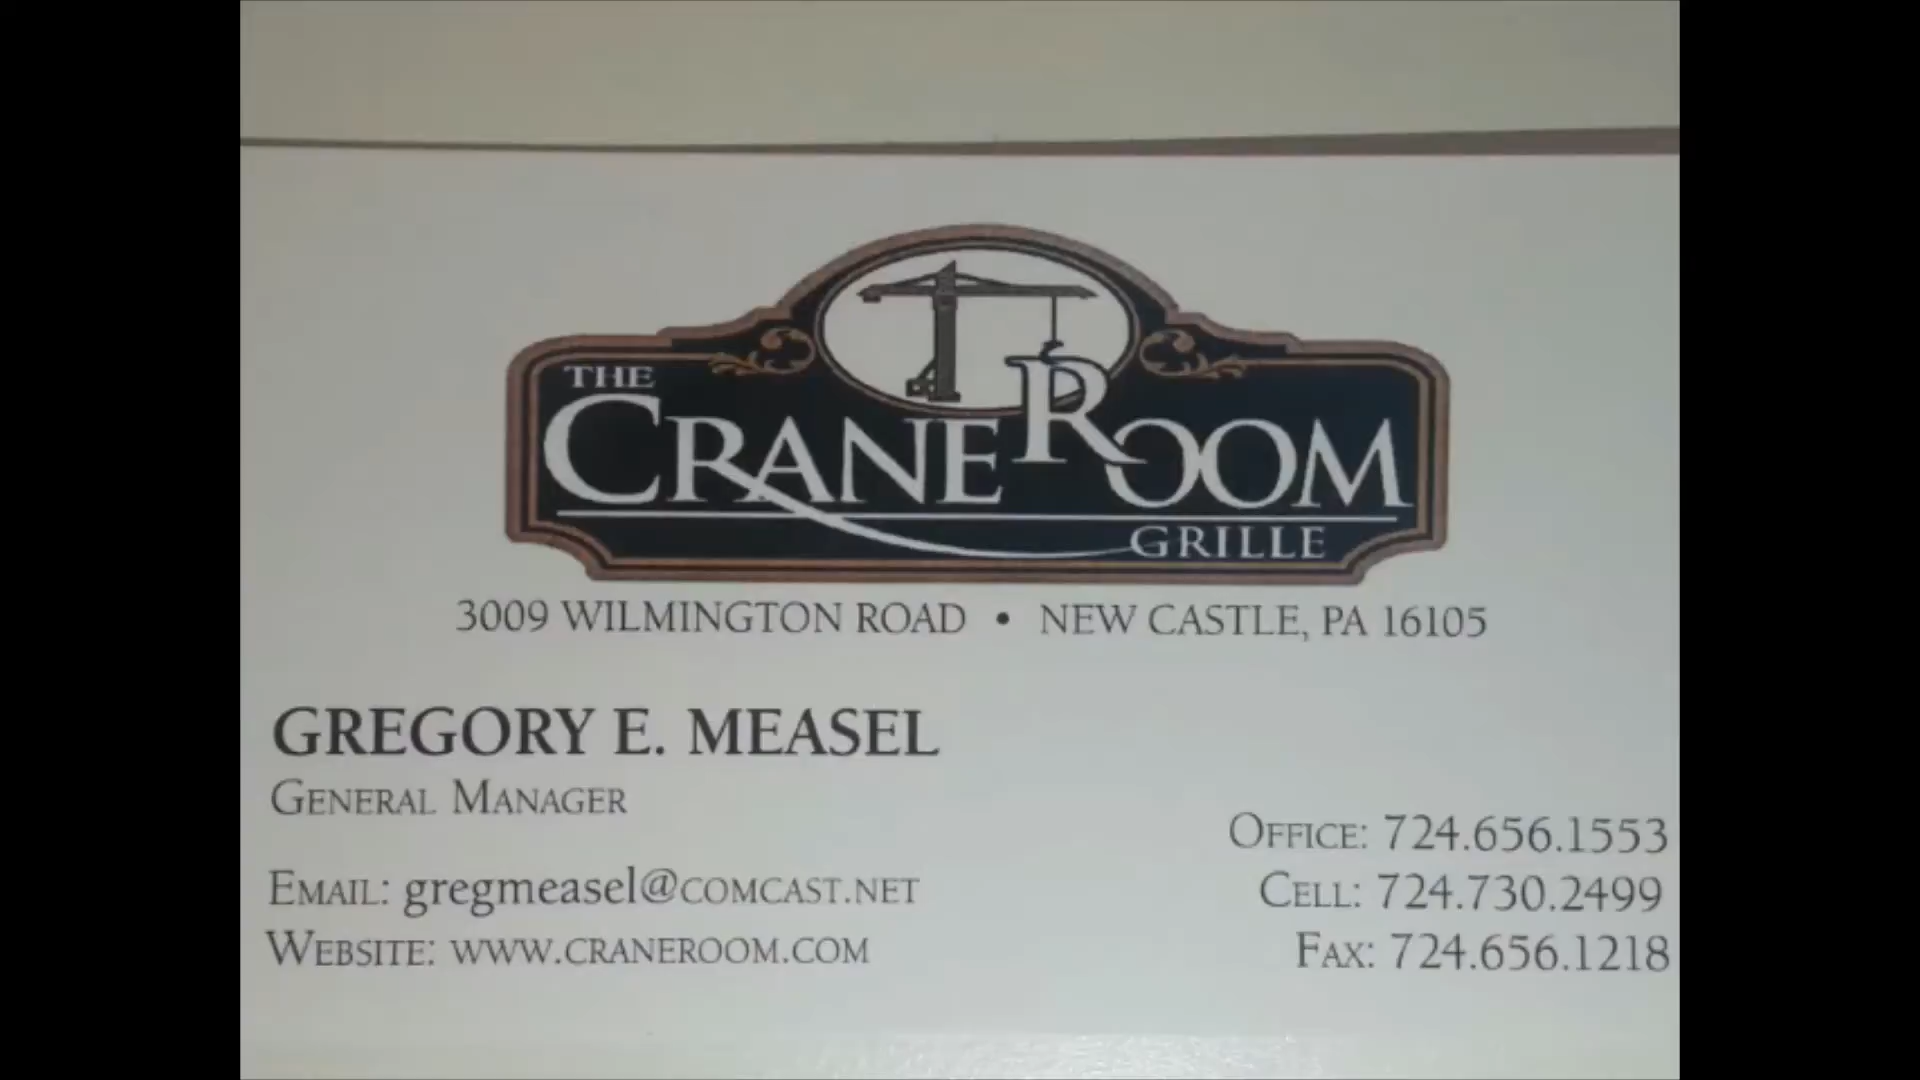 THE
CRANE ROOM
GRILLE
3009 WILMINGTON ROAD • NEW CASTLE, PA 16105
GREGORY E. MEASEL
GENERAL MANAGER
EMAIL: gregmeasel@COMCAST.NET
WEBSITE: WWW.CRANEROOM.COM
OFFICE: 724.656.1553
CELL: 724.730.2499
FAX: 724.656.1218